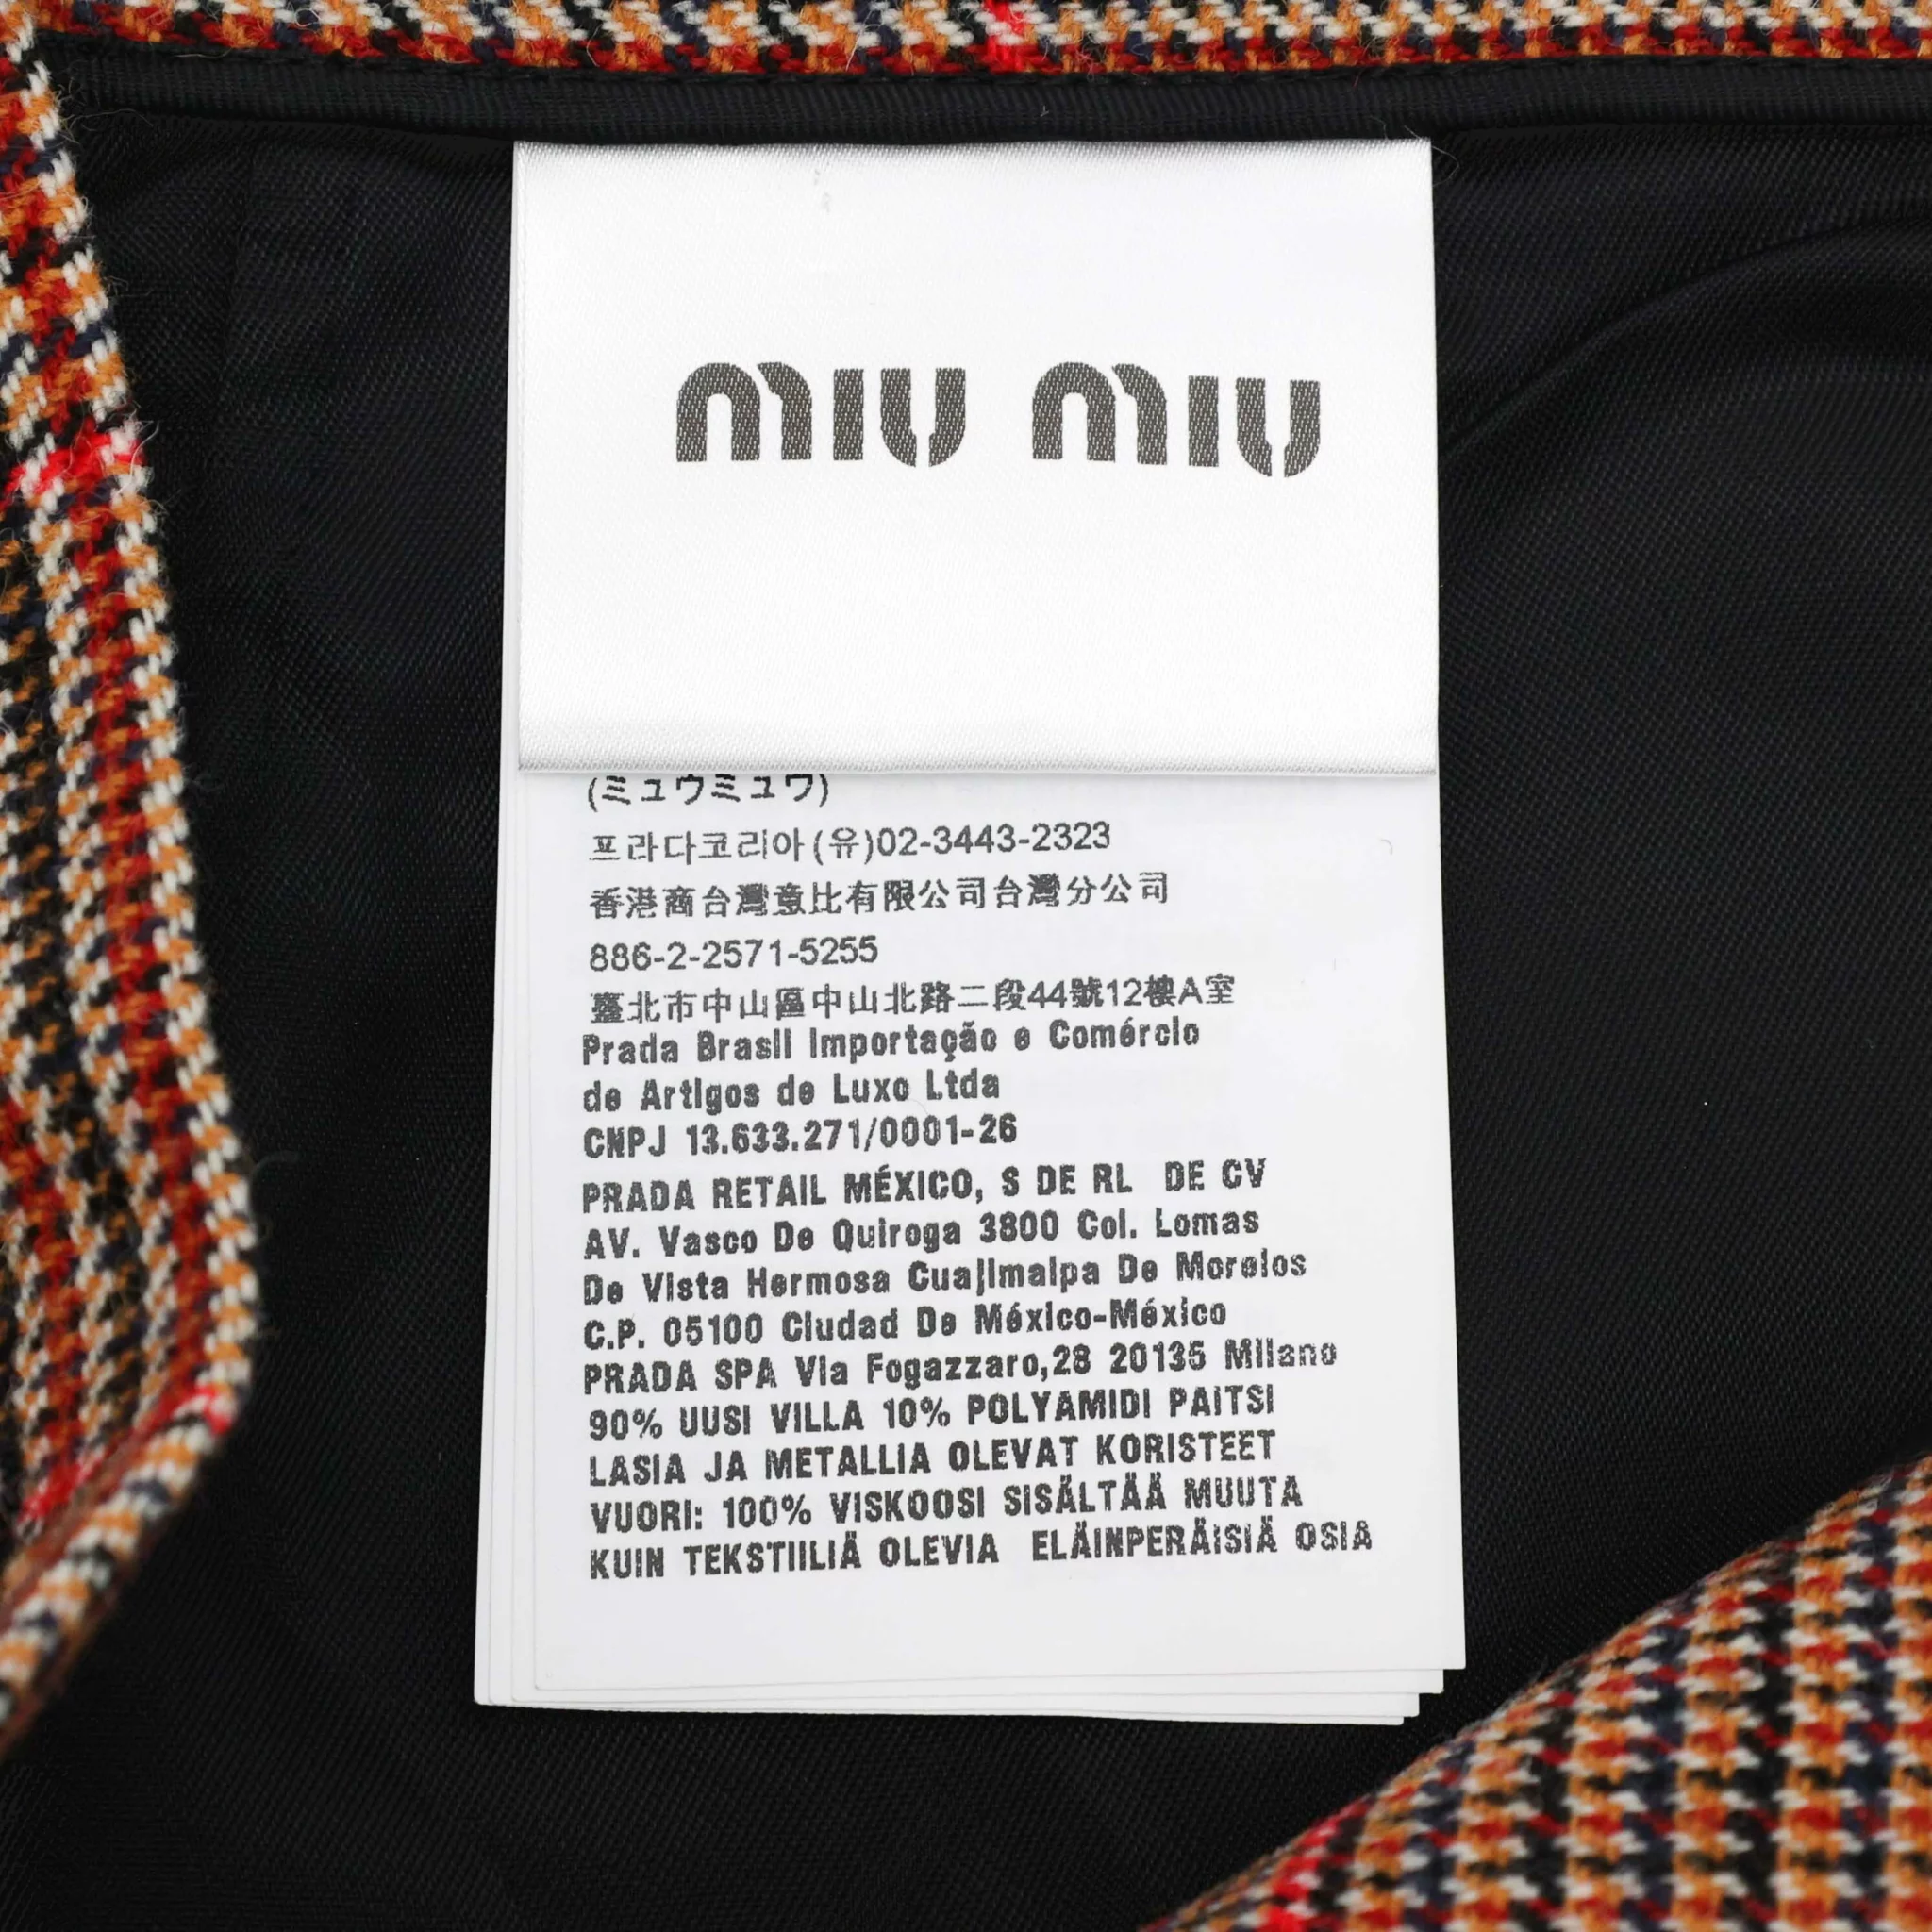 miu miu
(ミュウミュウ)
프라다코리아(유)02-3443-2323
香港商台灣意比有限公司台灣分公司
886-2-2571-5255
臺北市中山區中山北路二段44號12樓A室
Prada Brasil Importação e Comércio
de Artigos de Luxo Ltda
CNPJ 13.633.271/0001-26
PRADA RETAIL MÉXICO, S DE RL DE CV
AV. Vasco De Quiroga 3800 Col. Lomas
De Vista Hermosa Cuajimalpa De Morelos
C.P. 05100 Ciudad De México-México
PRADA SPA Via Fogazzaro,28 20135 Milano
90% UUSI VILLA 10% POLYAMIDI PAITSI
LASIA JA METALLIA OLEVAT KORISTEET
VUORI: 100% VISKOOSI SISÄLTÄÄ MUUTA
KUIN TEKSTIILIÄ OLEVIA ELÄINPERÄISIÄ OSIA